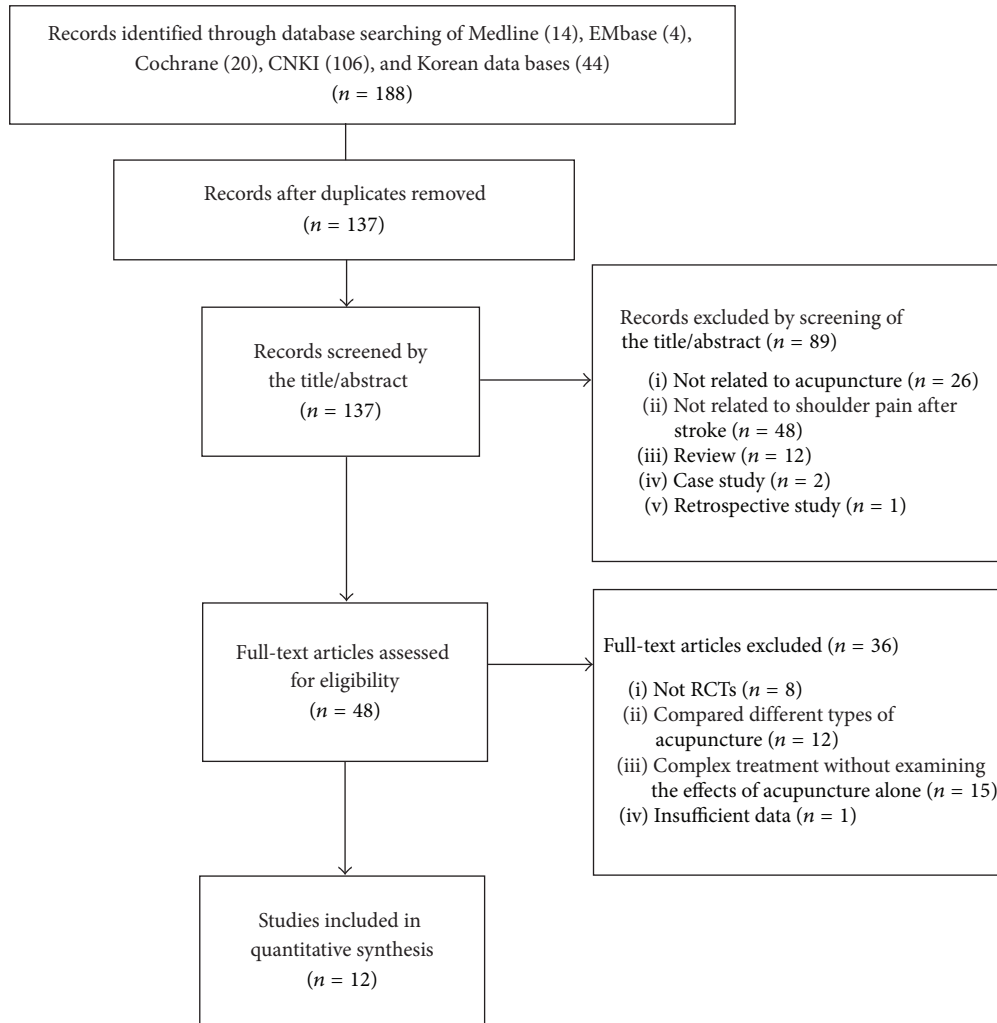 Records identified through database searching of Medline (14), EMbase (4),
Cochrane (20), CNKI (106), and Korean data bases (44)
(n = 188)
Records after duplicates removed
(n = 137)
Records screened by
the title/abstract
(n = 137)
Records excluded by screening of
the title/abstract (n = 89)
(i) Not related to acupuncture (n = 26)
(ii) Not related to shoulder pain after
stroke (n = 48)
(iii) Review (n = 12)
(iv) Case study (n = 2)
(v) Retrospective study (n = 1)
Full-text articles assessed
for eligibility
(n = 48)
Full-text articles excluded (n = 36)
(i) Not RCTs (n = 8)
(ii) Compared different types of
acupuncture (n = 12)
(iii) Complex treatment without examining
the effects of acupuncture alone (n = 15)
(iv) Insufficient data (n = 1)
Studies included in
quantitative synthesis
(n = 12)